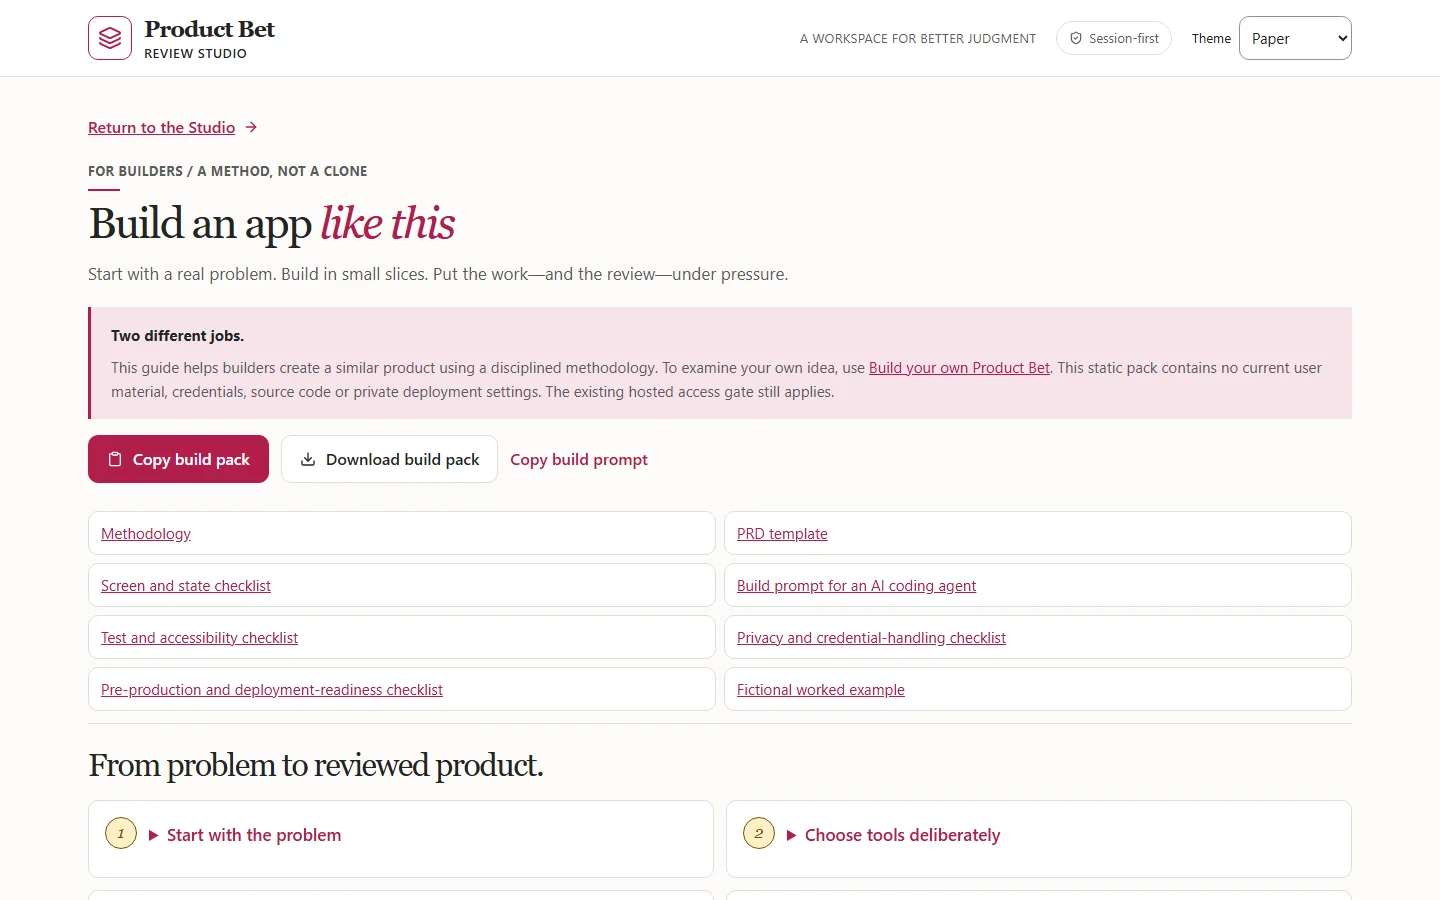 Product Bet
REVIEW STUDIO
A WORKSPACE FOR BETTER JUDGMENT
Session-first
Theme
Paper
Return to the Studio
FOR BUILDERS / A METHOD, NOT A CLONE
Build an app like this
Start with a real problem. Build in small slices. Put the work—and the review—under pressure.
Two different jobs.
This guide helps builders create a similar product using a disciplined methodology. To examine your own idea, use Build your own Product Bet. This static pack contains no current user
material, credentials, source code or private deployment settings. The existing hosted access gate still applies.
Copy build pack
Download build pack
Copy build prompt
Methodology
PRD template
Screen and state checklist
Build prompt for an AI coding agent
Test and accessibility checklist
Privacy and credential-handling checklist
Pre-production and deployment-readiness checklist
Fictional worked example
From problem to reviewed product.
1 Start with the problem
2 Choose tools deliberately